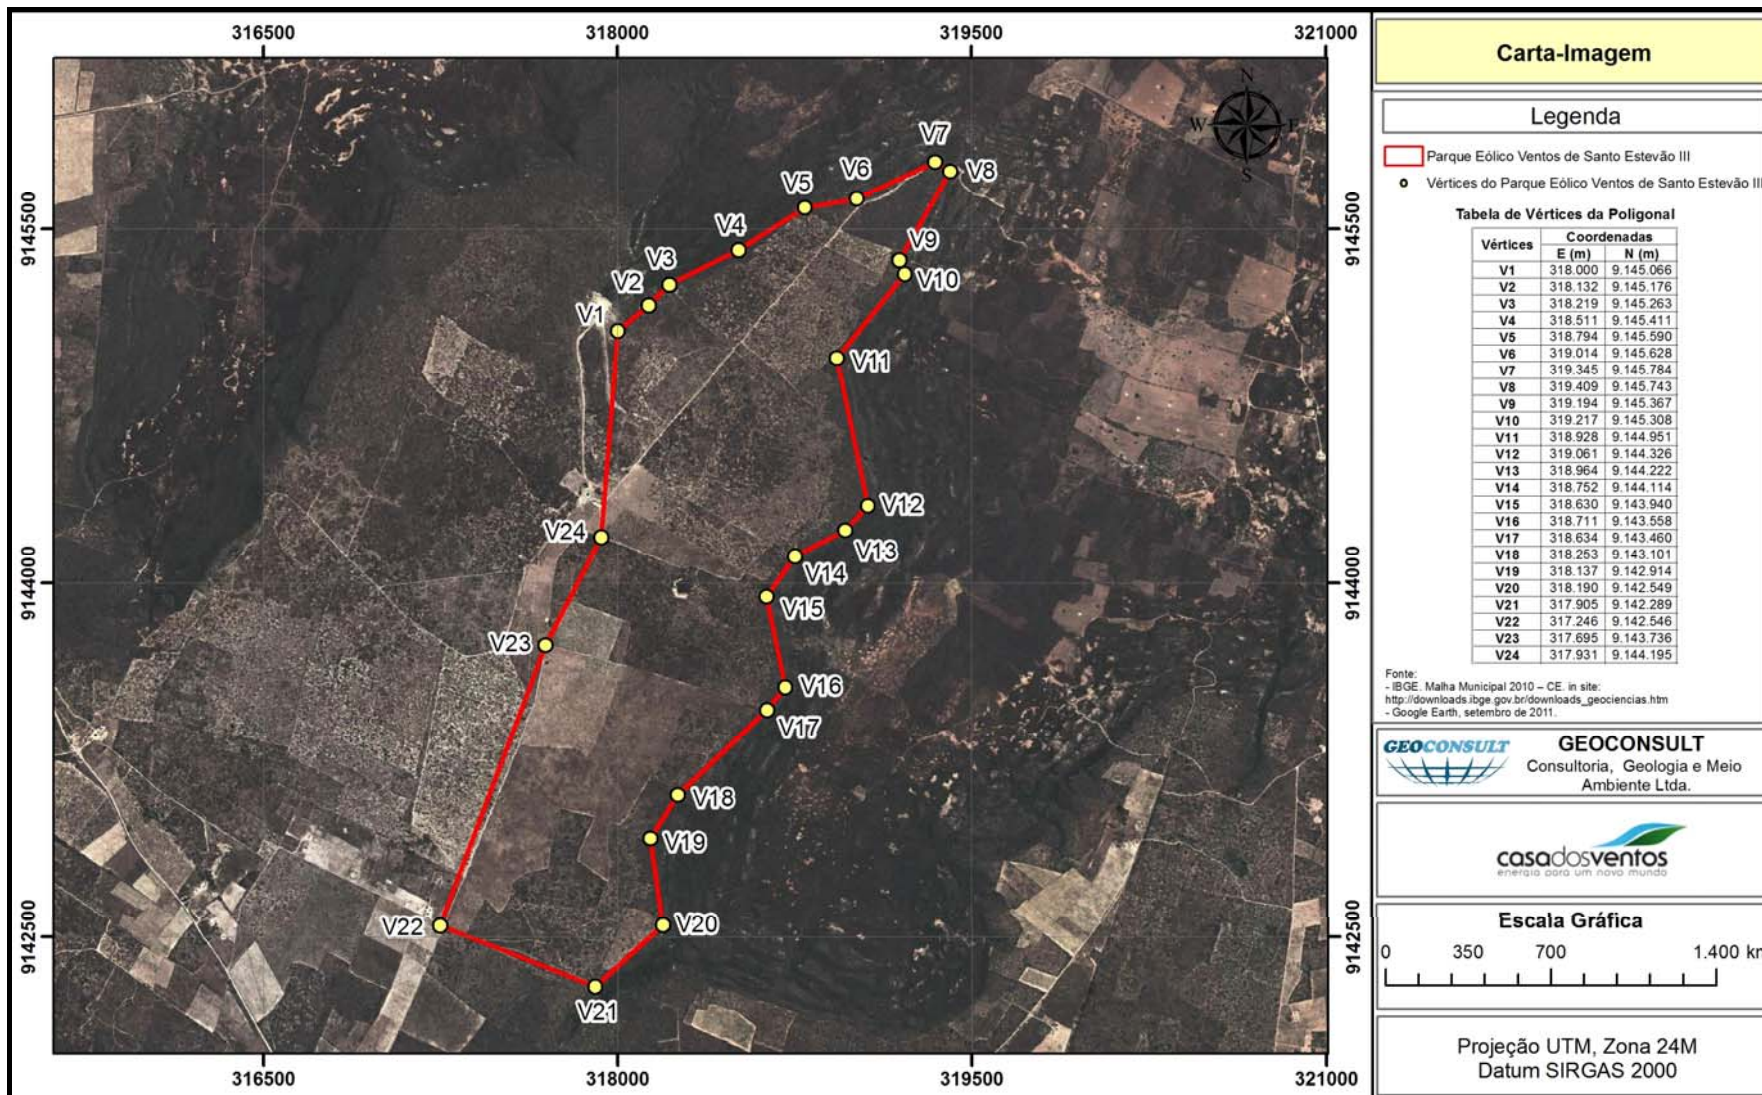 316500 318000 319500 321000
9145500
9144000
9142500
N
W E
S
V7
V8
V6
V5
V4
V9
V10
V3
V2
V1
V11
V12
V24
V13
V14
V15
V23
V16
V17
V18
V19
V22
V20
V21
9145500
9144000
9142500
316500 318000 319500 321000
Carta-Imagem
Legenda
Parque Eólico Ventos de Santo Estevão III
Vértices do Parque Eólico Ventos de Santo Estevão III
Tabela de Vértices da Poligonal
Vértices Coordenadas
E (m) N (m)
V1 318.000 9.145.066
V2 318.132 9.145.176
V3 318.219 9.145.263
V4 318.511 9.145.411
V5 318.794 9.145.590
V6 319.014 9.145.628
V7 319.345 9.145.784
V8 319.409 9.145.743
V9 319.194 9.145.367
V10 319.217 9.145.308
V11 318.928 9.144.951
V12 319.061 9.144.326
V13 318.964 9.144.222
V14 318.752 9.144.114
V15 318.630 9.143.940
V16 318.711 9.143.558
V17 318.634 9.143.460
V18 318.253 9.143.101
V19 318.137 9.142.914
V20 318.190 9.142.549
V21 317.905 9.142.289
V22 317.246 9.142.546
V23 317.695 9.143.736
V24 317.931 9.144.195
Fonte:
- IBGE. Malha Municipal 2010 – CE. in site:
http://downloads.ibge.gov.br/downloads_geociencias.htm
- Google Earth, setembro de 2011.
GEOCONSULT
GEOCONSULT
Consultoria, Geologia e Meio
Ambiente Ltda.
casadosventos
energia para um novo mundo
Escala Gráfica
0 350 700 1.400 km
Projeção UTM, Zona 24M
Datum SIRGAS 2000